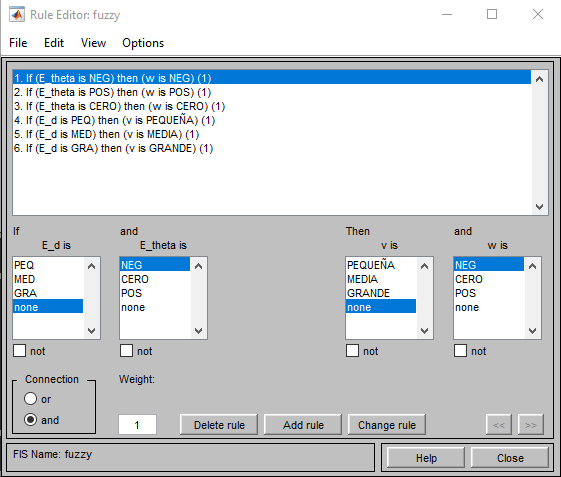 Rule Editor: fuzzy
File Edit View Options
1. If (E_theta is NEG) then (w is NEG) (1)
2. If (E_theta is POS) then (w is POS) (1)
3. If (E_theta is CERO) then (w is CERO) (1)
4. If (E_d is PEQ) then (v is PEQUEÑA) (1)
5. If (E_d is MED) then (v is MEDIA) (1)
6. If (E_d is GRA) then (v is GRANDE) (1)
If and Then and
E_d is E_theta is v is w is
PEQ NEG PEQUEÑA NEG
MED CERO MEDIA CERO
GRA POS GRANDE POS
none none none none
not not not not
Connection Weight:
or
and 1 Delete rule Add rule Change rule << >>
FIS Name: fuzzy Help Close